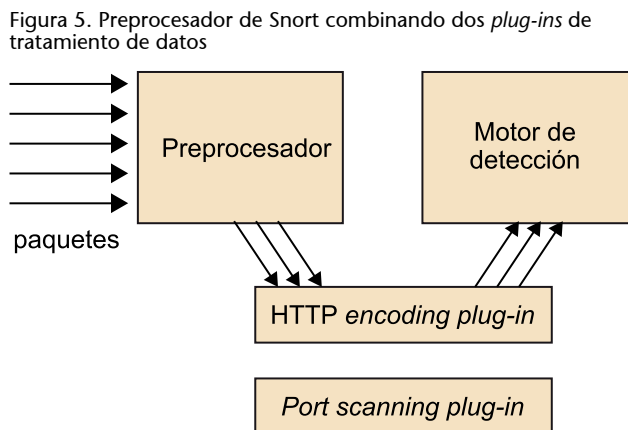 Figura 5. Preprocesador de Snort combinando dos plug-ins de
tratamiento de datos
Preprocesador
Motor de
detección
paquetes
HTTP encoding plug-in
Port scanning plug-in